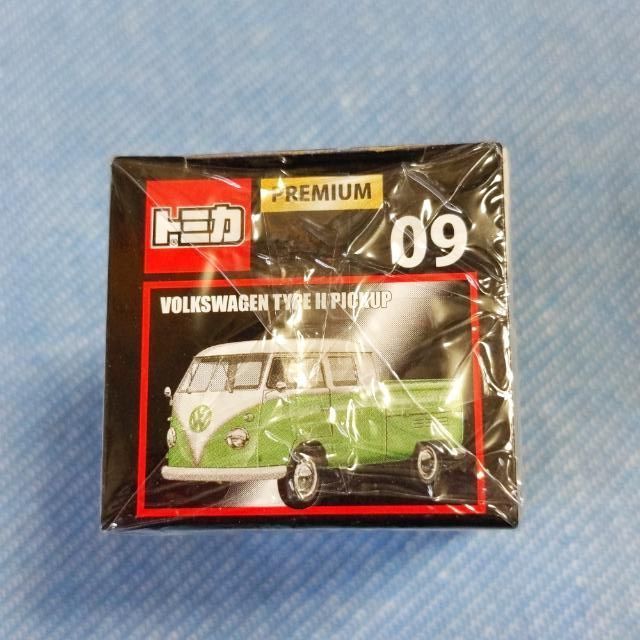 PREMIUM
トミカ
09
VOLKSWAGEN TYPE II PICKUP